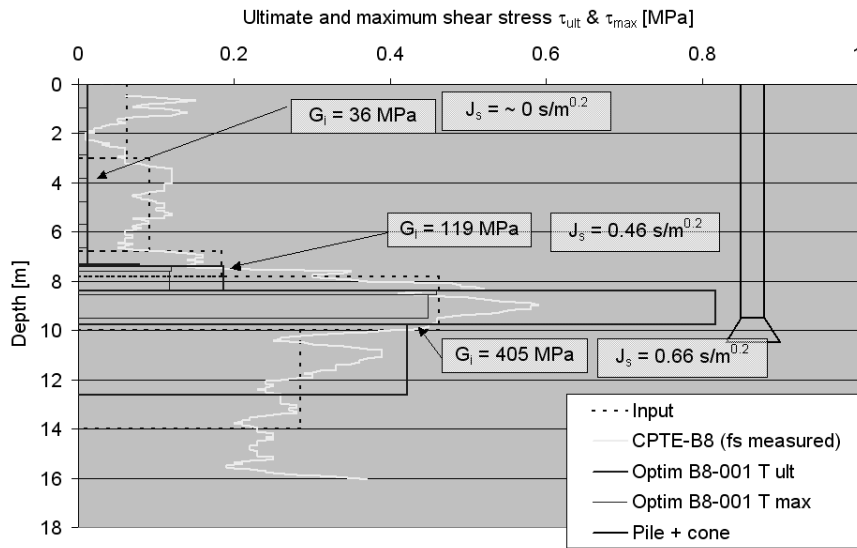 Ultimate and maximum shear stress τult & τmax [MPa]
0 0.2 0.4 0.6 0.8 1
Depth [m]
0
2
4
6
8
10
12
14
16
18
Gi = 36 MPa
Js = ~ 0 s/m^0.2
Gi = 119 MPa
Js = 0.46 s/m^0.2
Gi = 405 MPa
Js = 0.66 s/m^0.2
Input
CPTE-B8 (fs measured)
Optim B8-001 T ult
Optim B8-001 T max
Pile + cone